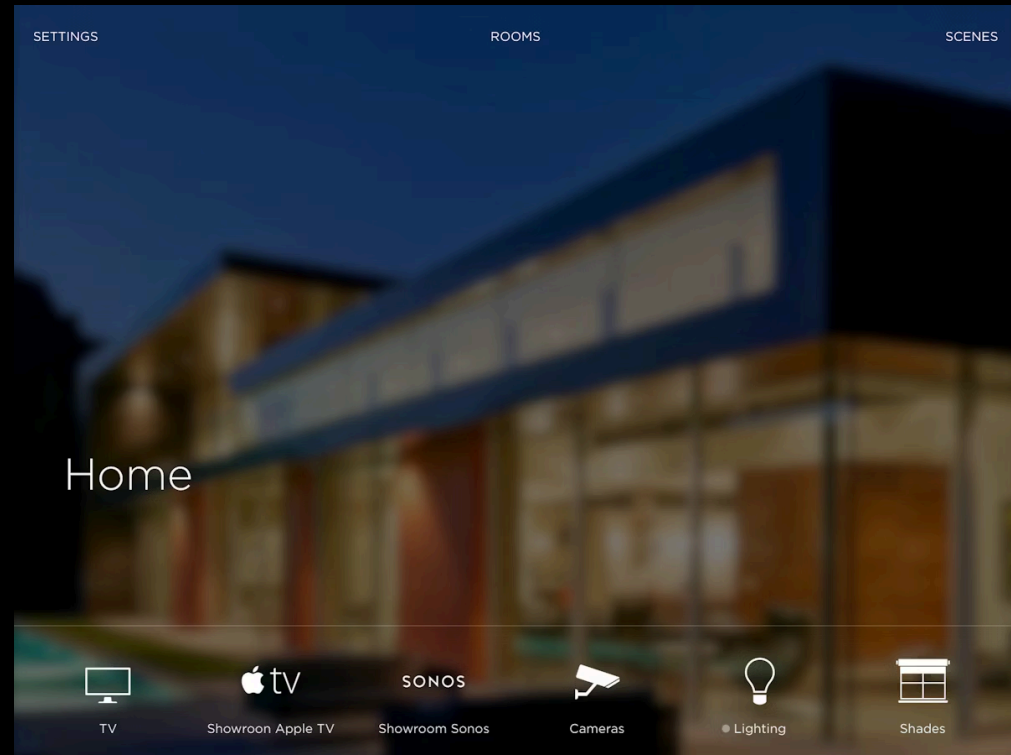 SETTINGS
ROOMS
SCENES
Home
tv
SONOS
TV
Showroon Apple TV
Showroom Sonos
Cameras
Lighting
Shades